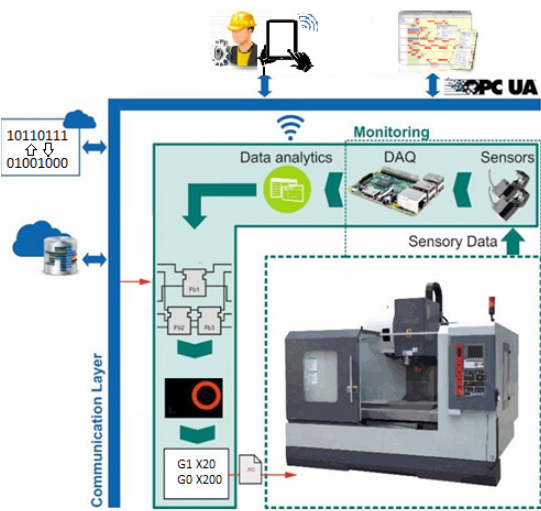 OPC UA
10110111
01001000
Monitoring
Data analytics
DAQ
Sensors
Sensory Data
Fb1
Fb2
Fb3
Communication Layer
G1 X20
G0 X200
.NC